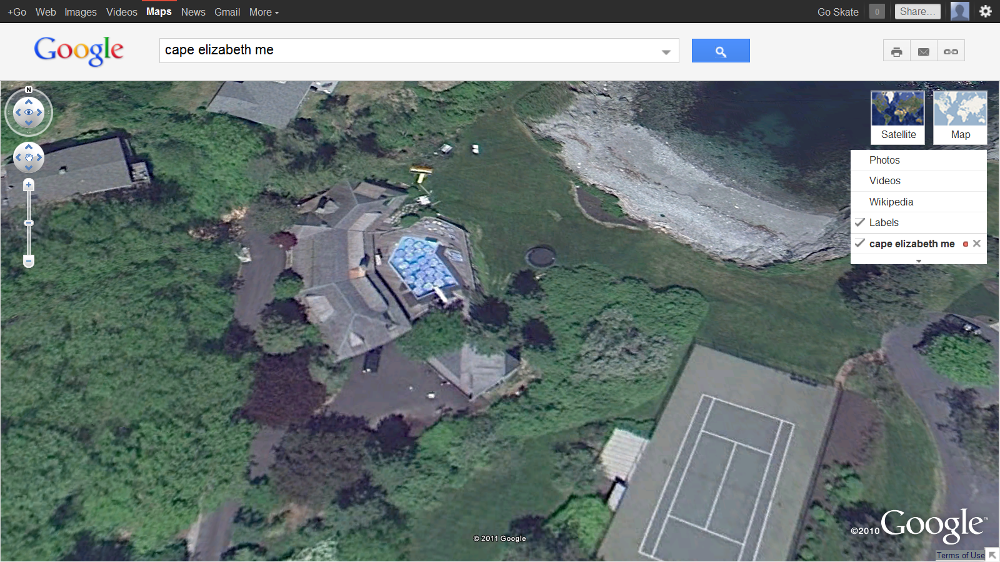 +Go Web Images Videos Maps News Gmail More
Go Skate 0 Share...
Google
cape elizabeth me
N
Satellite
Map
Photos
Videos
Wikipedia
Labels
cape elizabeth me
© 2011 Google
©2010 Google™
Terms of Use